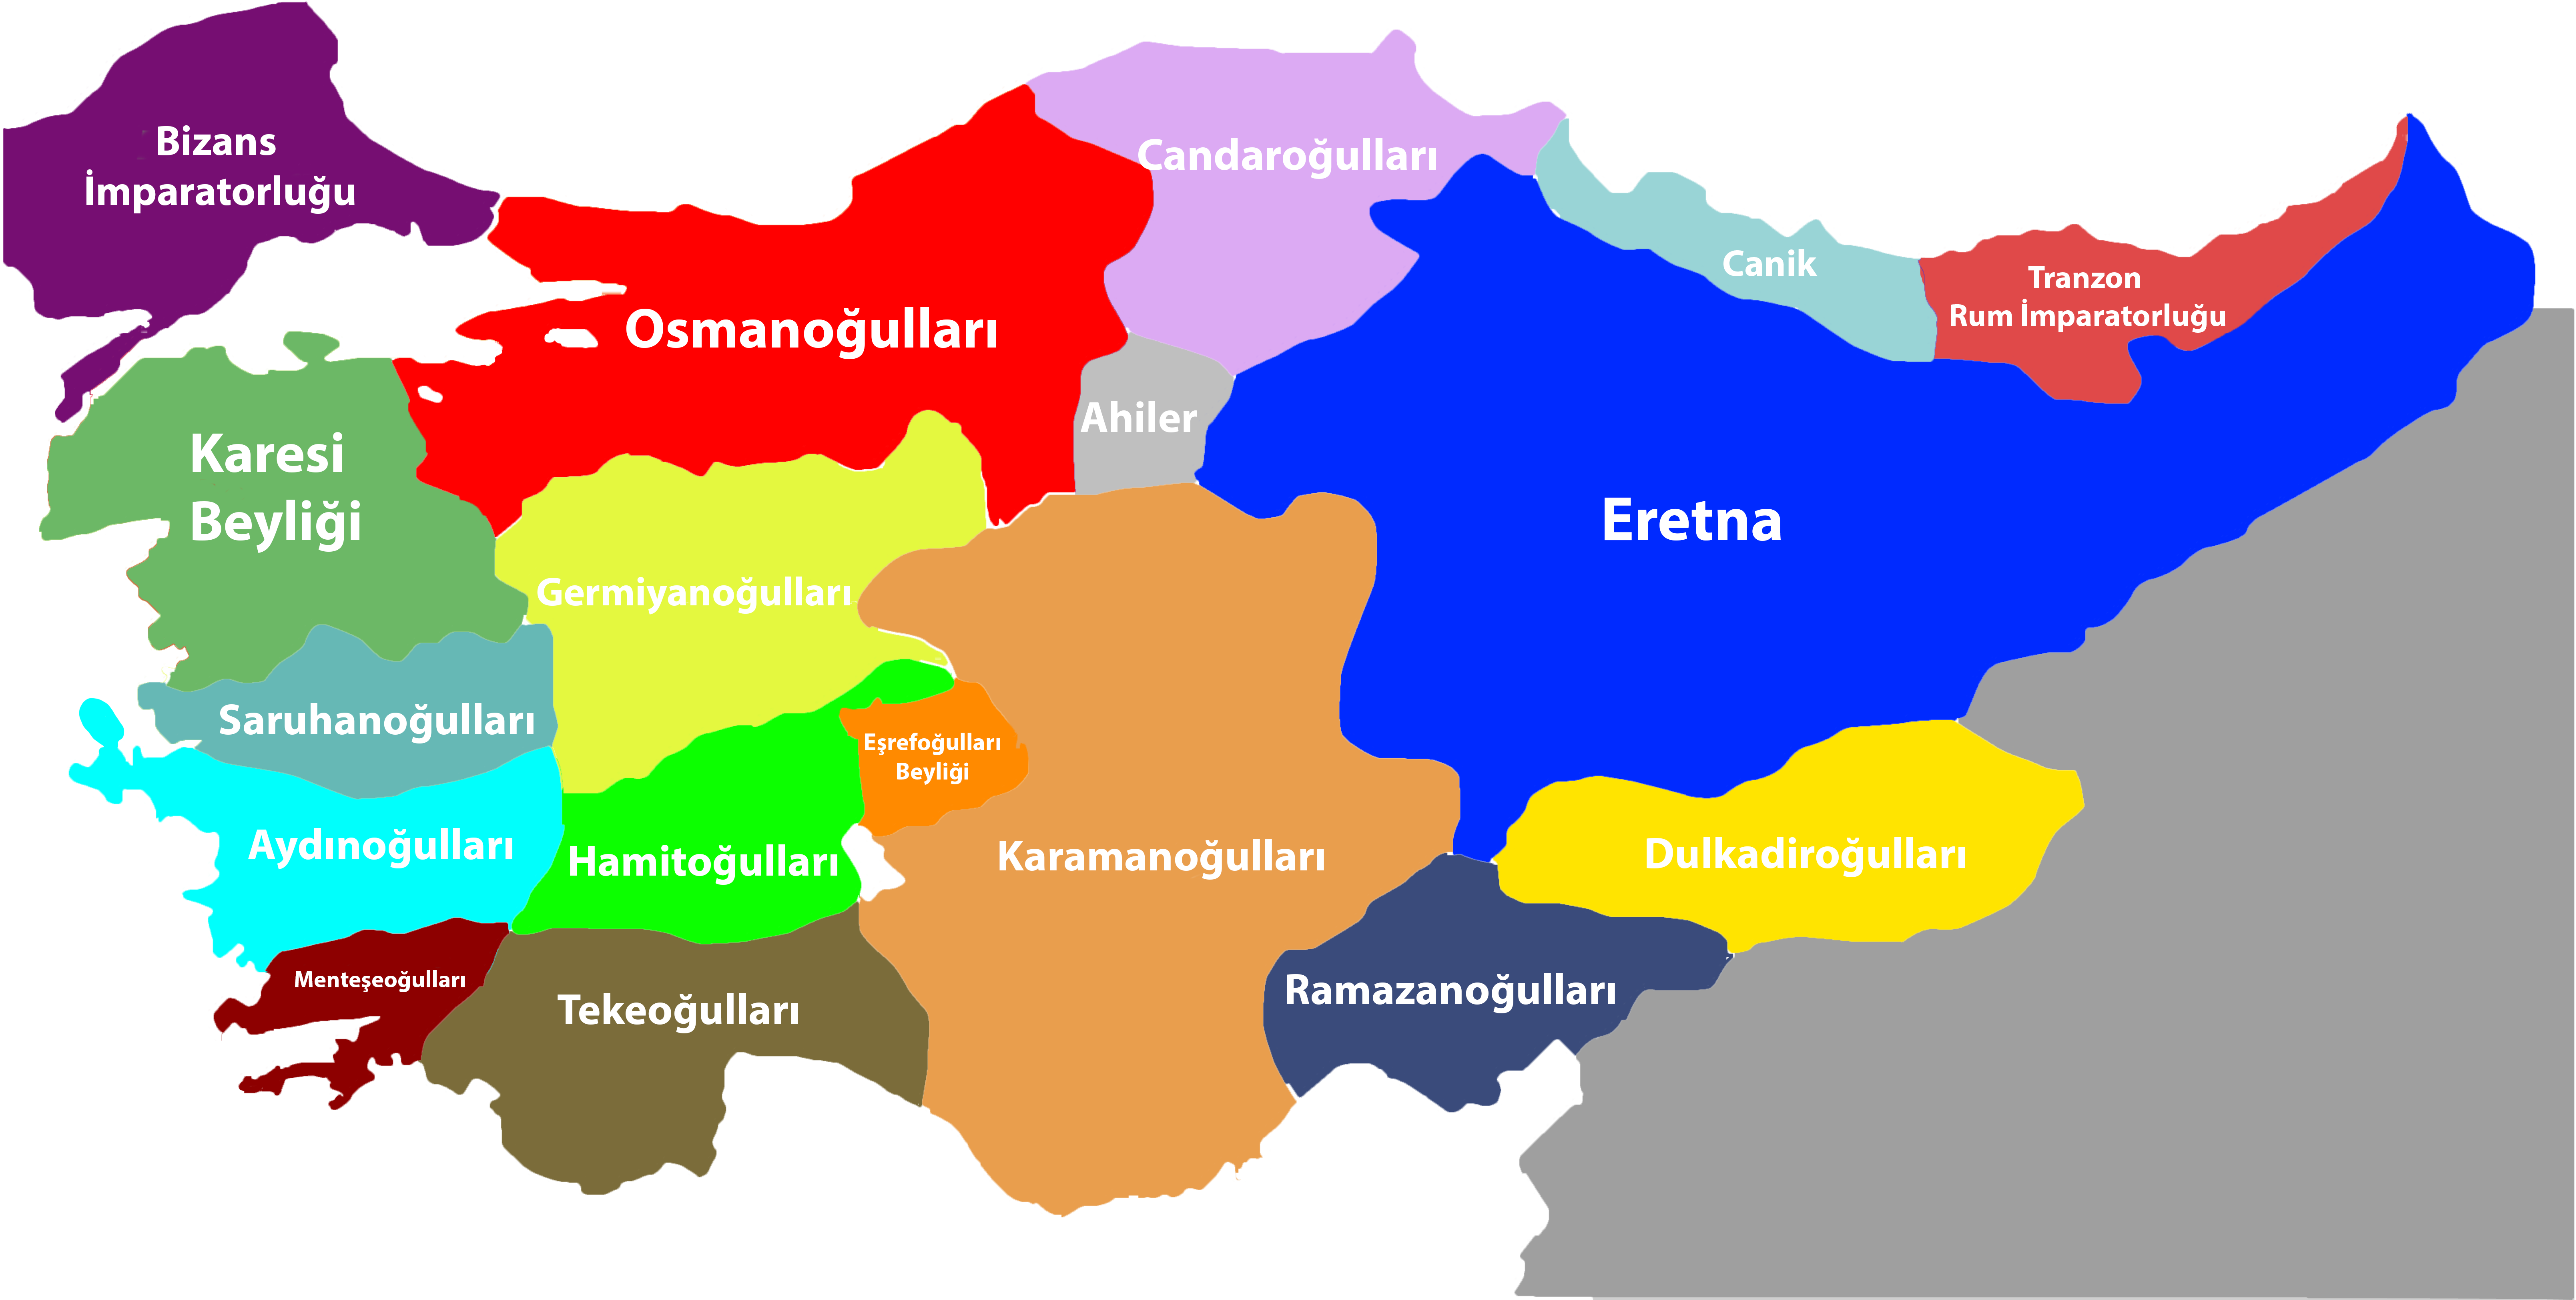 Bizans
İmparatorluğu
Candaroğulları
Canik
Tranzon
Rum İmparatorluğu
Osmanoğulları
Ahiler
Karesi
Beyliği
Eretna
Germiyanoğulları
Saruhanoğulları
Eşrefoğulları
Beyliği
Aydınoğulları
Hamitoğulları
Karamanoğulları
Dulkadiroğulları
Menteşeoğulları
Tekeoğulları
Ramazanoğulları